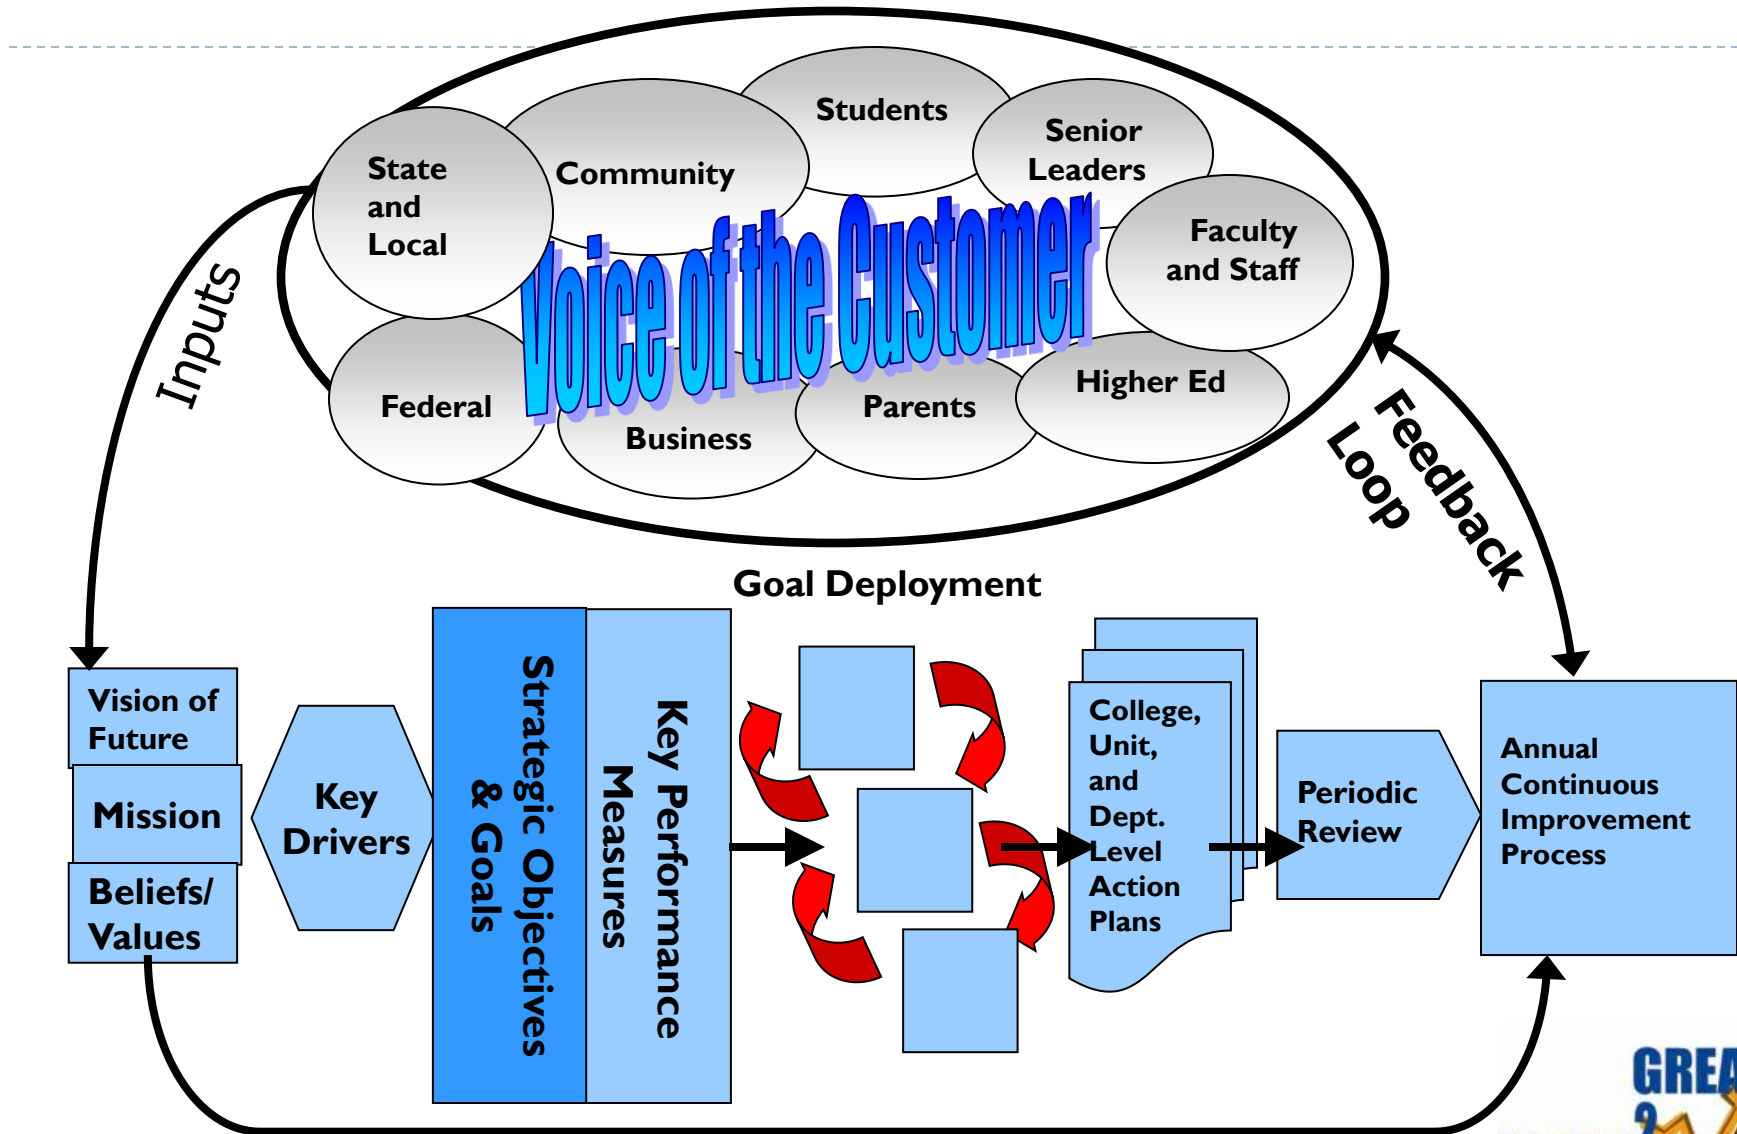 Students
Senior
Leaders
State
and
Local
Community
Faculty
and Staff
Voice of the Customer
Federal
Business
Parents
Higher Ed
Inputs
Feedback
Loop
Goal Deployment
Vision of
Future
Mission
Beliefs/
Values
Key
Drivers
Strategic Objectives
& Goals
Key Performance
Measures
College,
Unit,
and
Dept.
Level
Action
Plans
Periodic
Review
Annual
Continuous
Improvement
Process